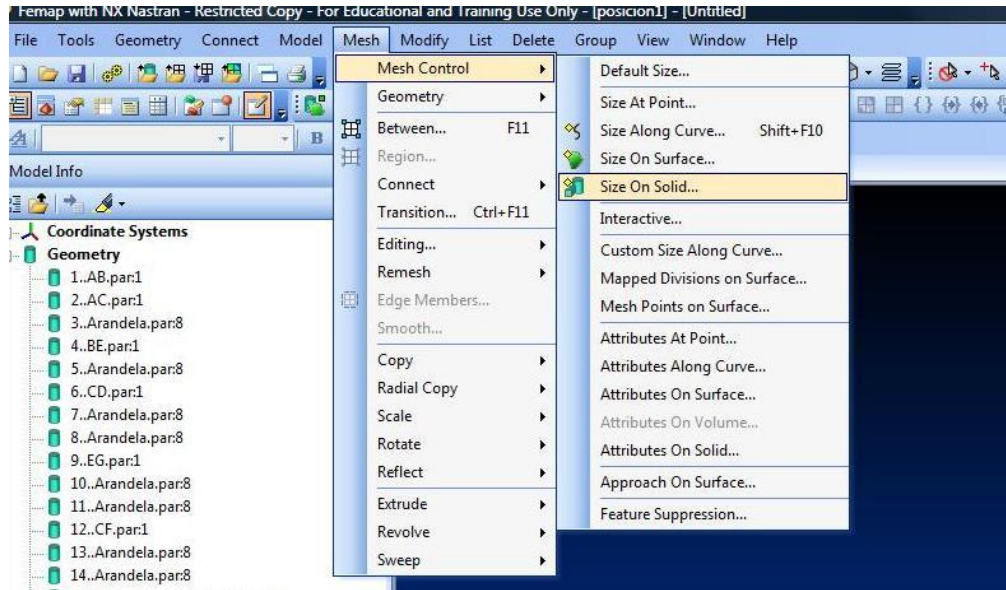 Femap with NX Nastran - Restricted Copy - For Educational and Training Use Only - [posicion1] - [Untitled]
File Tools Geometry Connect Model Mesh Modify List Delete Group View Window Help
Mesh Control
Geometry
Between... F11
Region...
Connect
Transition... Ctrl+F11
Editing...
Remesh
Edge Members...
Smooth...
Copy
Radial Copy
Scale
Rotate
Reflect
Extrude
Revolve
Sweep
Default Size...
Size At Point...
Size Along Curve... Shift+F10
Size On Surface...
Size On Solid...
Interactive...
Custom Size Along Curve...
Mapped Divisions on Surface...
Mesh Points on Surface...
Attributes At Point...
Attributes Along Curve...
Attributes On Surface...
Attributes On Volume...
Attributes On Solid...
Approach On Surface...
Feature Suppression...
A B
Model Info
Coordinate Systems
Geometry
1..AB.par:1
2..AC.par:1
3..Arandela.par:8
4..BE.par:1
5..Arandela.par:8
6..CD.par:1
7..Arandela.par:8
8..Arandela.par:8
9..EG.par:1
10..Arandela.par:8
11..Arandela.par:8
12..CF.par:1
13..Arandela.par:8
14..Arandela.par:8